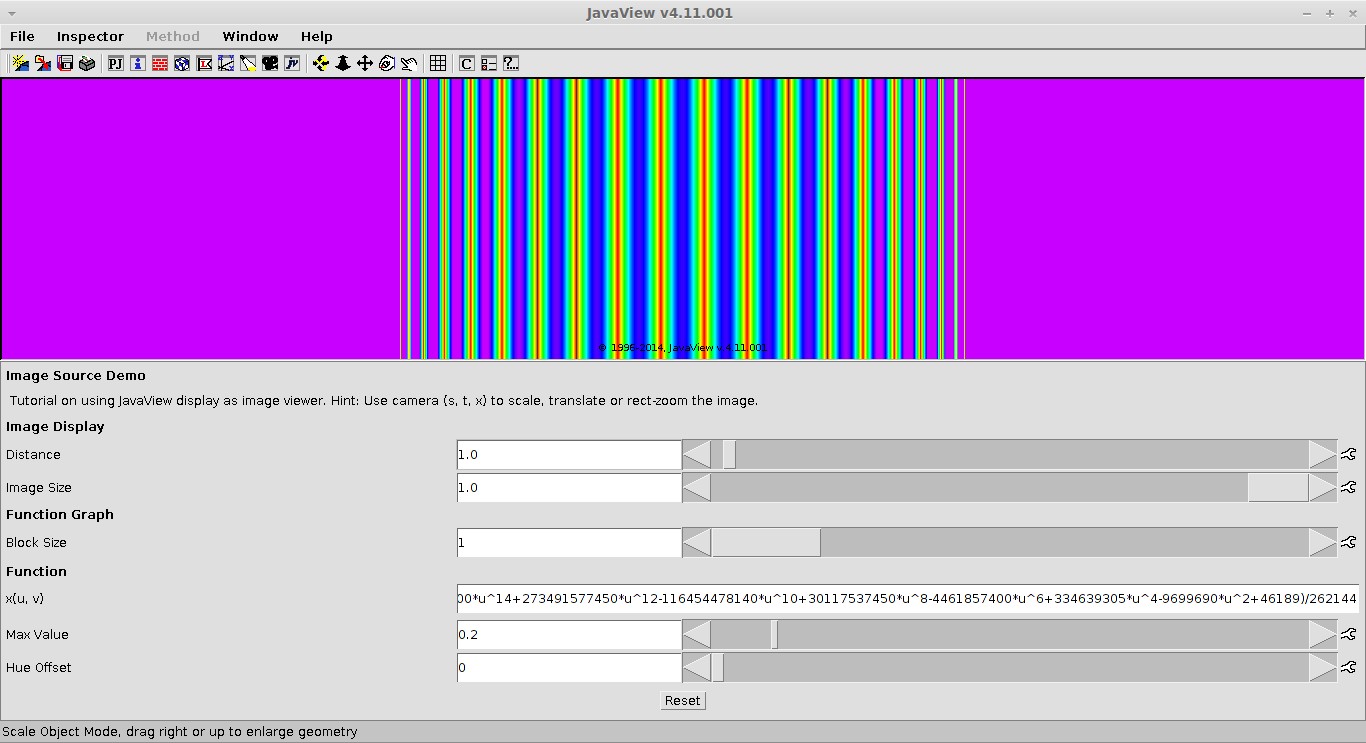 JavaView v4.11.001
File Inspector Method Window Help
PJ i jv C ?...
© 1996-2014, JavaView v.4.11.001
Image Source Demo
Tutorial on using JavaView display as image viewer. Hint: Use camera (s, t, x) to scale, translate or rect-zoom the image.
Image Display
Distance 1.0
Image Size 1.0
Function Graph
Block Size 1
Function
x(u, v) 00*u^14+273491577450*u^12-116454478140*u^10+30117537450*u^8-4461857400*u^6+334639305*u^4-9699690*u^2+46189)/262144
Max Value 0.2
Hue Offset 0
Reset
Scale Object Mode, drag right or up to enlarge geometry